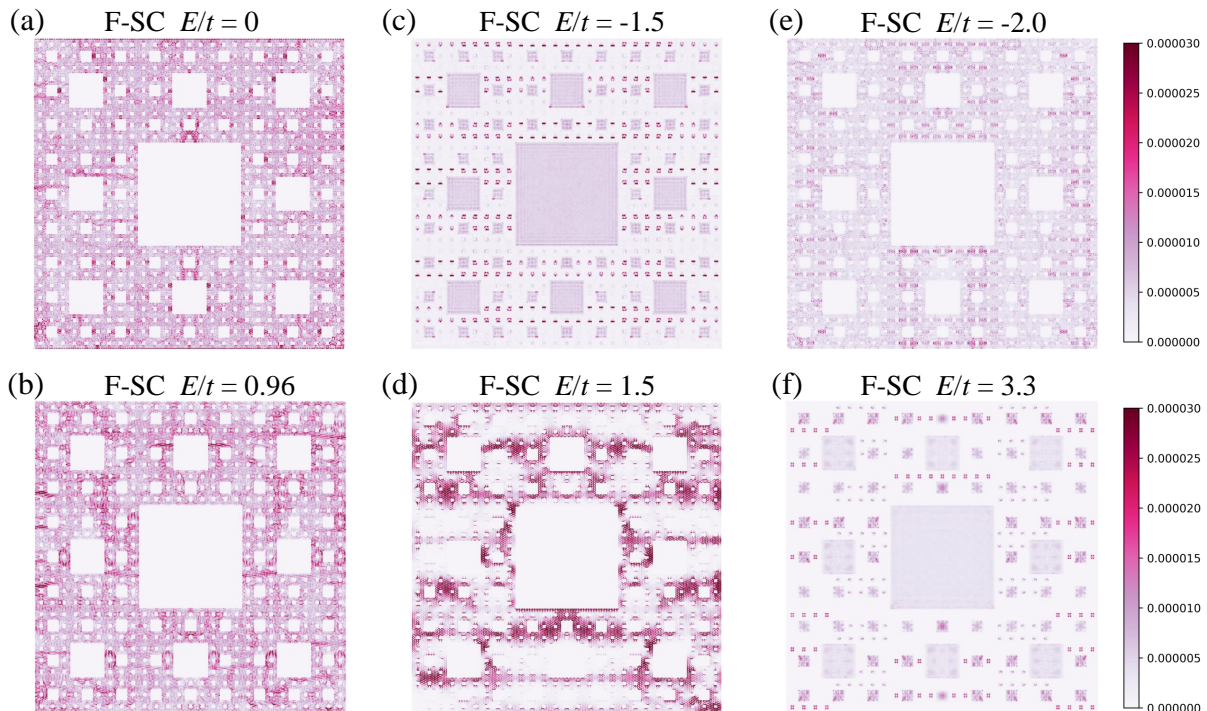 (a) F-SC E/t = 0
(c) F-SC E/t = -1.5
(e) F-SC E/t = -2.0
0.000030
0.000025
0.000020
0.000015
0.000010
0.000005
0.000000
(b) F-SC E/t = 0.96
(d) F-SC E/t = 1.5
(f) F-SC E/t = 3.3
0.000030
0.000025
0.000020
0.000015
0.000010
0.000005
0.000000